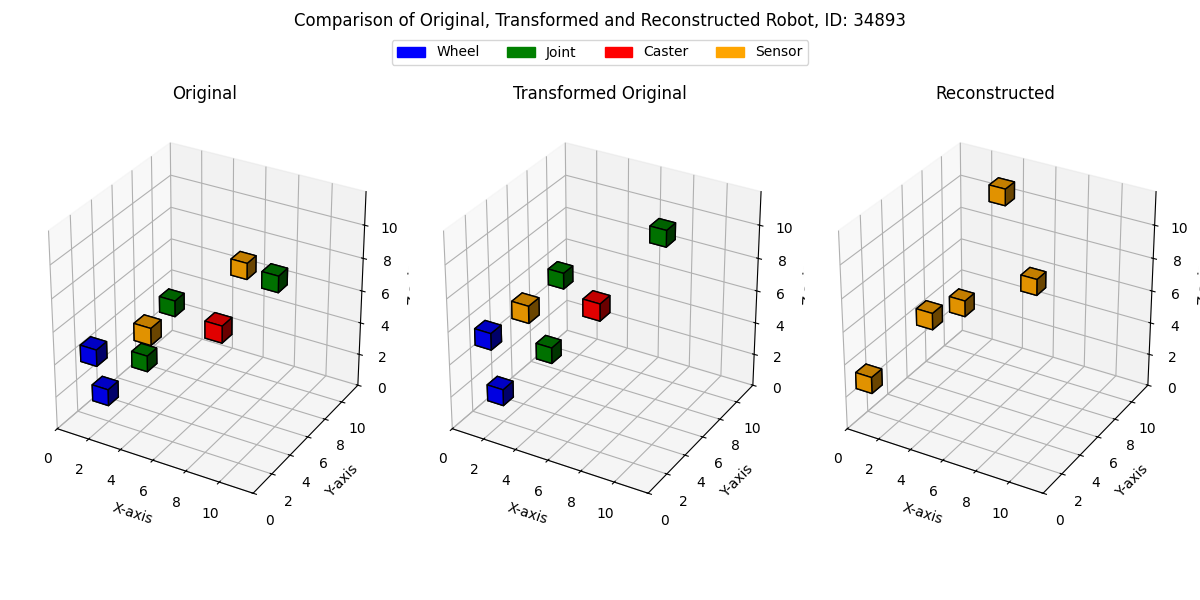 Comparison of Original, Transformed and Reconstructed Robot, ID: 34893
Wheel Joint Caster Sensor
Original
Transformed Original
Reconstructed
0 2 4 6 8 10
X-axis
0 2 4 6 8 10
Y-axis
0 2 4 6 8 10
0 2 4 6 8 10
X-axis
0 2 4 6 8 10
Y-axis
0 2 4 6 8 10
0 2 4 6 8 10
X-axis
0 2 4 6 8 10
Y-axis
0 2 4 6 8 10